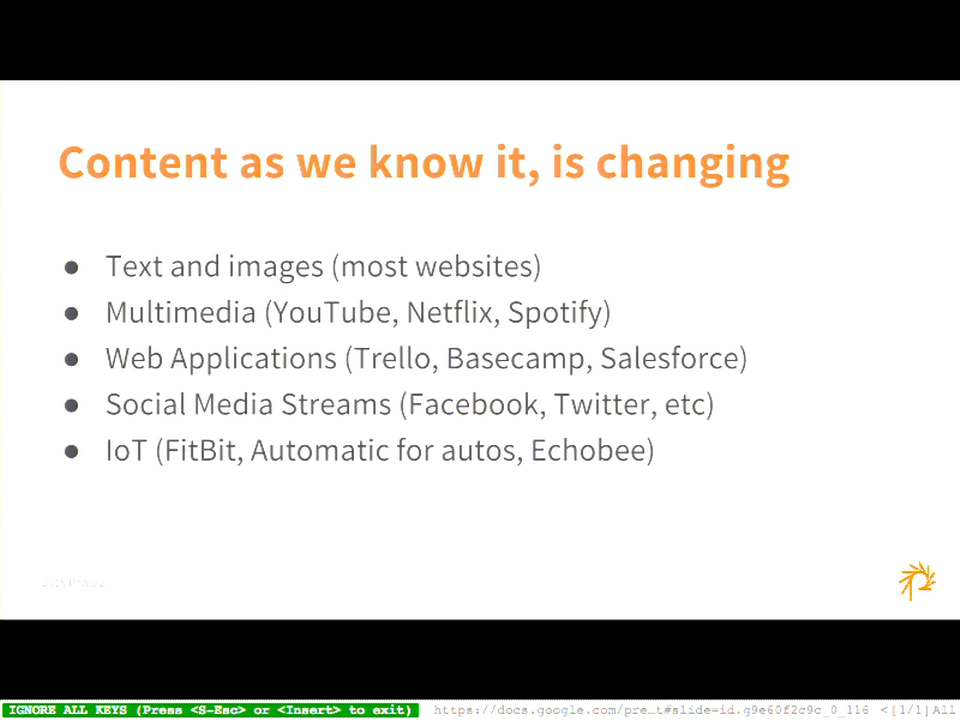 Content as we know it, is changing
● Text and images (most websites)
● Multimedia (YouTube, Netflix, Spotify)
● Web Applications (Trello, Basecamp, Salesforce)
● Social Media Streams (Facebook, Twitter, etc)
● IoT (FitBit, Automatic for autos, Echobee)
IGNORE ALL KEYS (Press <S-Esc> or <Insert> to exit) https://docs.google.com/pre…t#slide=id.g9e60f2c9c_0_116 <{1/1}All